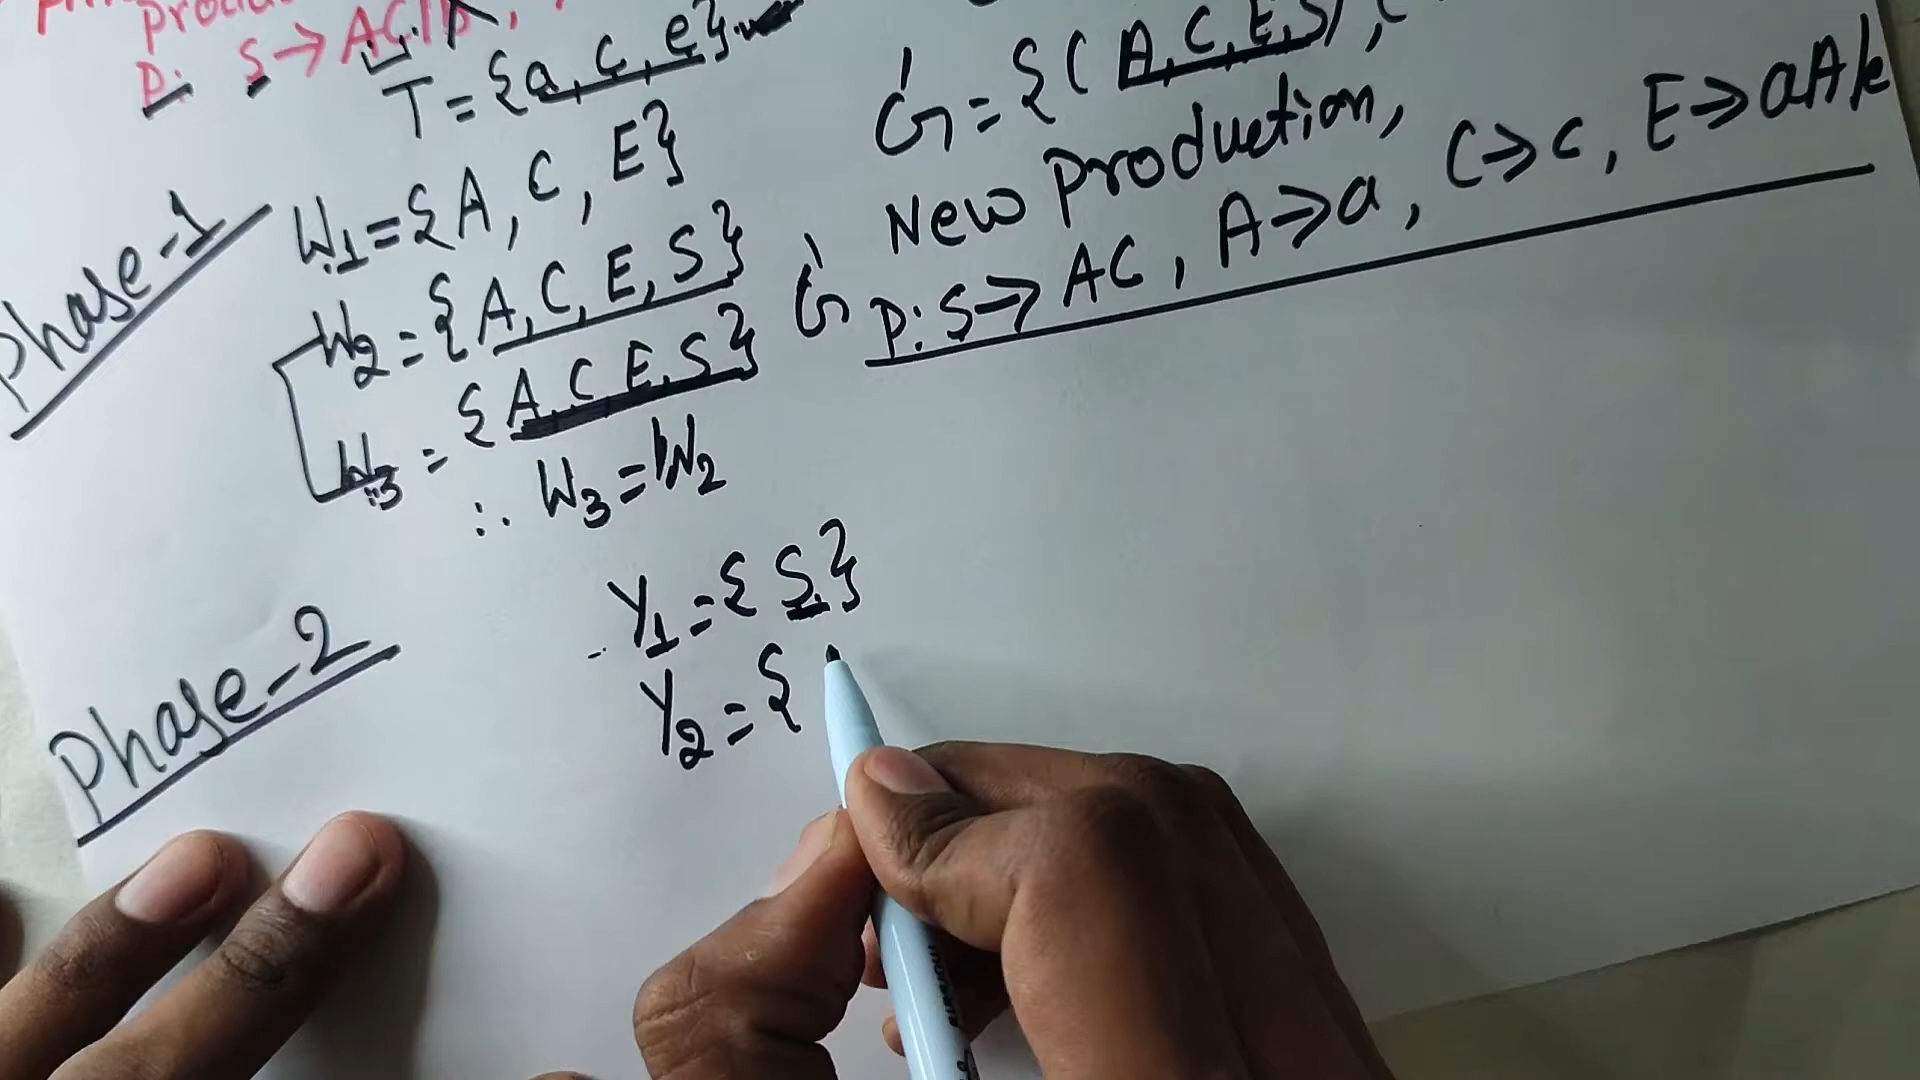 P: S→AC|B,
T={a,c,e}
Phase-1
W1={A, C, E}
W2={A, C, E, S}
W3={A, C, E, S}
∴ W3=W2
G'={(A,C,E,S),
New Production,
G' P: S→AC, A→a, C→c, E→aA|e
Phase-2
Y1={S}
Y2={